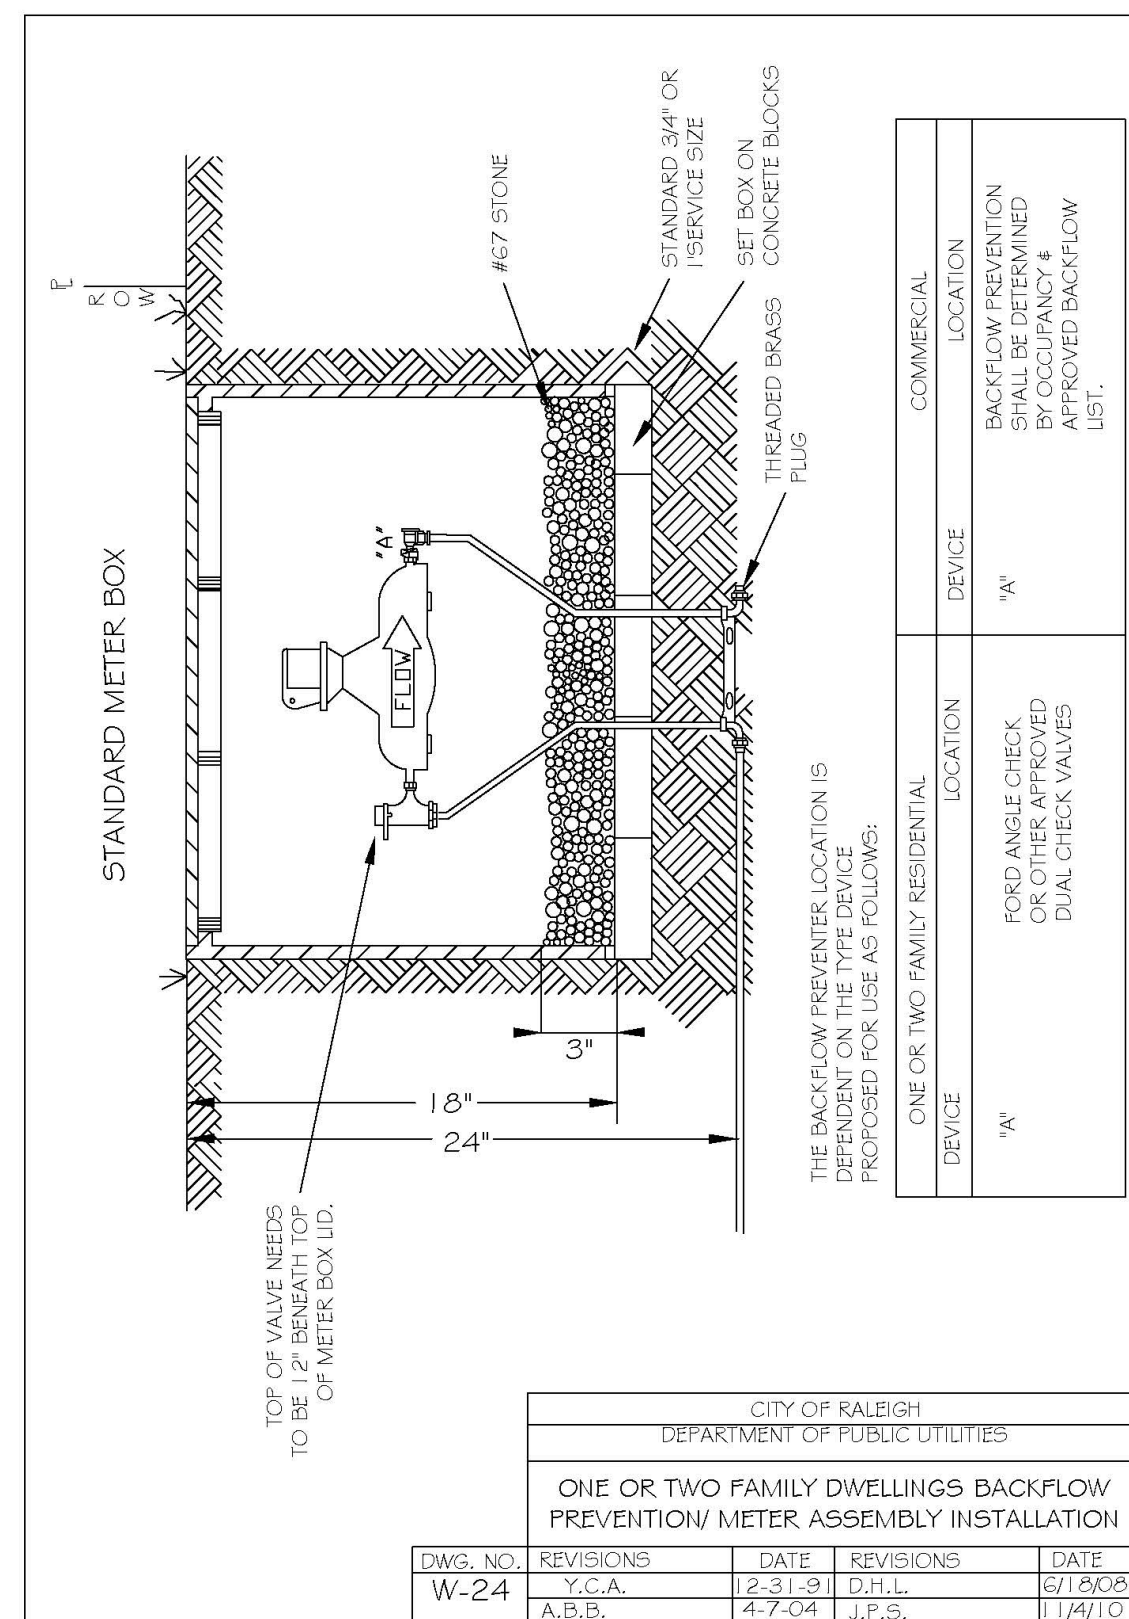 STANDARD METER BOX
PL
ROW
#67 STONE
STANDARD 3/4" OR
1"SERVICE SIZE
SET BOX ON
CONCRETE BLOCKS
THREADED BRASS
PLUG
"A"
FLOW
3"
18"
24"
TOP OF VALVE NEEDS
TO BE 12" BENEATH TOP
OF METER BOX LID.
THE BACKFLOW PREVENTER LOCATION IS
DEPENDENT ON THE TYPE DEVICE
PROPOSED FOR USE AS FOLLOWS:
ONE OR TWO FAMILY RESIDENTIAL
COMMERCIAL
DEVICE LOCATION
DEVICE LOCATION
"A"
FORD ANGLE CHECK
OR OTHER APPROVED
DUAL CHECK VALVES
"A"
BACKFLOW PREVENTION
SHALL BE DETERMINED
BY OCCUPANCY &
APPROVED BACKFLOW
LIST.
CITY OF RALEIGH
DEPARTMENT OF PUBLIC UTILITIES
ONE OR TWO FAMILY DWELLINGS BACKFLOW
PREVENTION/ METER ASSEMBLY INSTALLATION
DWG. NO. REVISIONS DATE REVISIONS DATE
W-24 Y.C.A. 12-31-91 D.H.L. 6/18/08
A.B.B. 4-7-04 J.P.S. 11/4/10